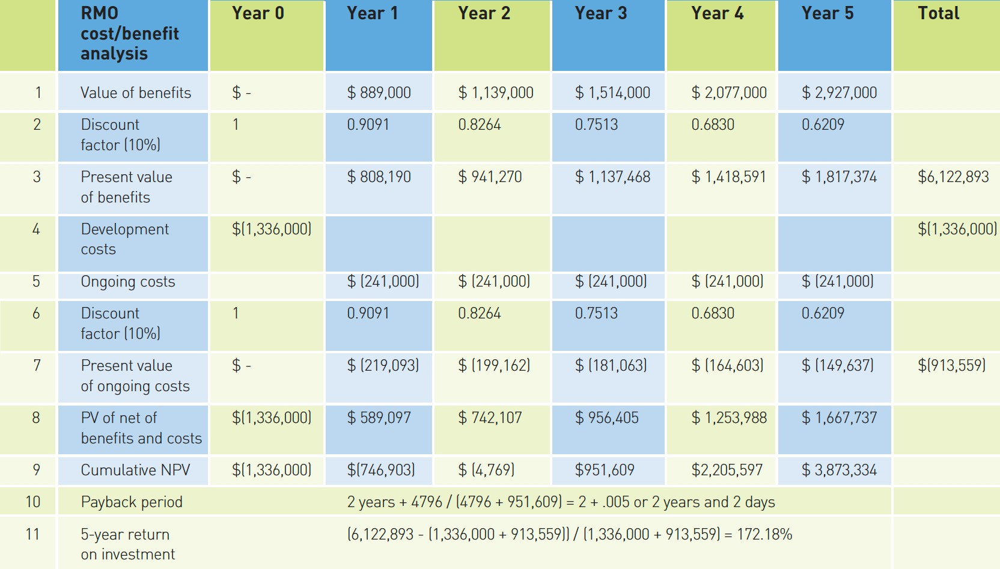 RMO cost/benefit analysis Year 0 Year 1 Year 2 Year 3 Year 4 Year 5 Total
1 Value of benefits $ - $ 889,000 $ 1,139,000 $ 1,514,000 $ 2,077,000 $ 2,927,000
2 Discount factor (10%) 1 0.9091 0.8264 0.7513 0.6830 0.6209
3 Present value of benefits $ - $ 808,190 $ 941,270 $ 1,137,468 $ 1,418,591 $ 1,817,374 $6,122,893
4 Development costs $(1,336,000) $(1,336,000)
5 Ongoing costs $ (241,000) $ (241,000) $ (241,000) $ (241,000) $ (241,000)
6 Discount factor (10%) 1 0.9091 0.8264 0.7513 0.6830 0.6209
7 Present value of ongoing costs $ - $ (219,093) $ (199,162) $ (181,063) $ (164,603) $ (149,637) $(913,559)
8 PV of net of benefits and costs $(1,336,000) $ 589,097 $ 742,107 $ 956,405 $ 1,253,988 $ 1,667,737
9 Cumulative NPV $(1,336,000) $(746,903) $ (4,769) $951,609 $2,205,597 $ 3,873,334
10 Payback period 2 years + 4796 / (4796 + 951,609) = 2 + .005 or 2 years and 2 days
11 5-year return on investment (6,122,893 - (1,336,000 + 913,559)) / (1,336,000 + 913,559) = 172.18%